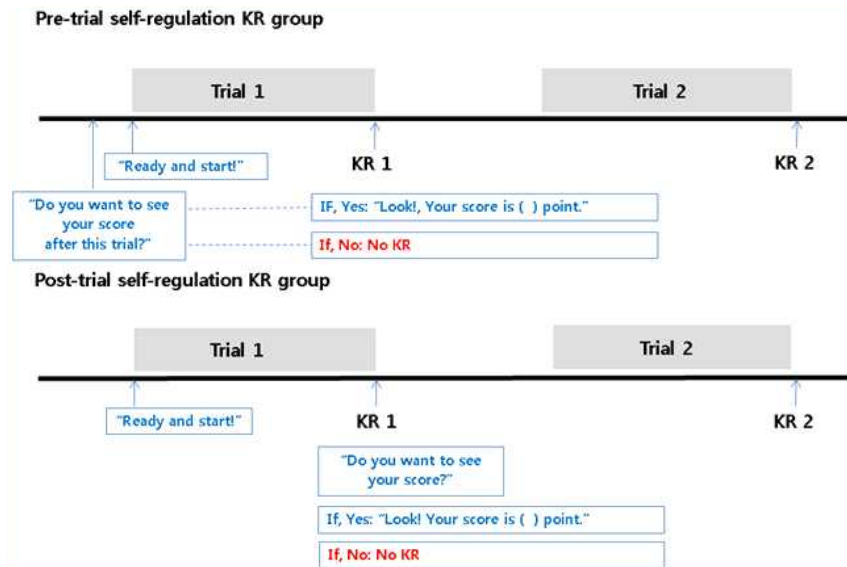 Pre-trial self-regulation KR group
Trial 1
Trial 2
"Ready and start!"
KR 1
KR 2
"Do you want to see
your score
after this trial?"
IF, Yes: "Look!, Your score is ( ) point."
If, No: No KR
Post-trial self-regulation KR group
Trial 1
Trial 2
"Ready and start!"
KR 1
KR 2
"Do you want to see
your score?"
If, Yes: "Look! Your score is ( ) point."
If, No: No KR